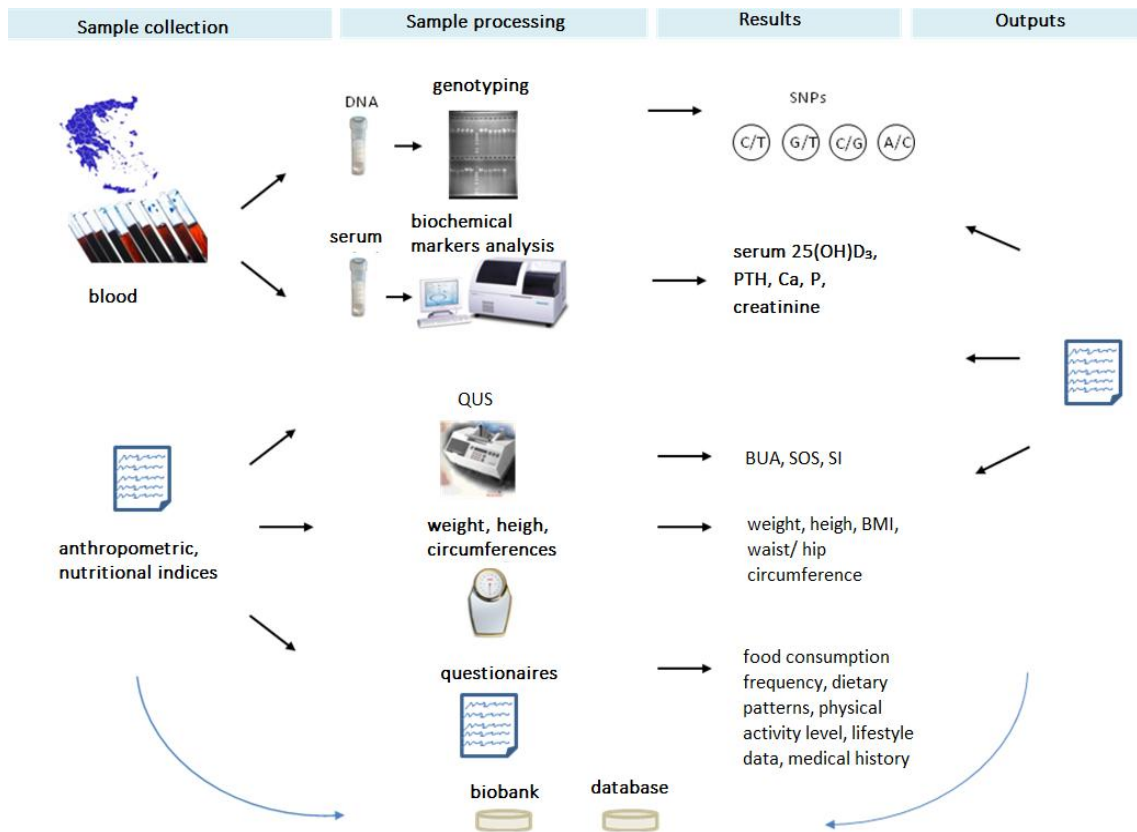 Sample collection
Sample processing
Results
Outputs
genotyping
DNA
SNPs
C/T
G/T
C/G
A/C
blood
serum
biochemical
markers analysis
serum 25(OH)D₃,
PTH, Ca, P,
creatinine
QUS
BUA, SOS, SI
anthropometric,
nutritional indices
weight, heigh,
circumferences
weight, heigh, BMI,
waist/ hip
circumference
questionaires
food consumption
frequency, dietary
patterns, physical
activity level, lifestyle
data, medical history
biobank
database